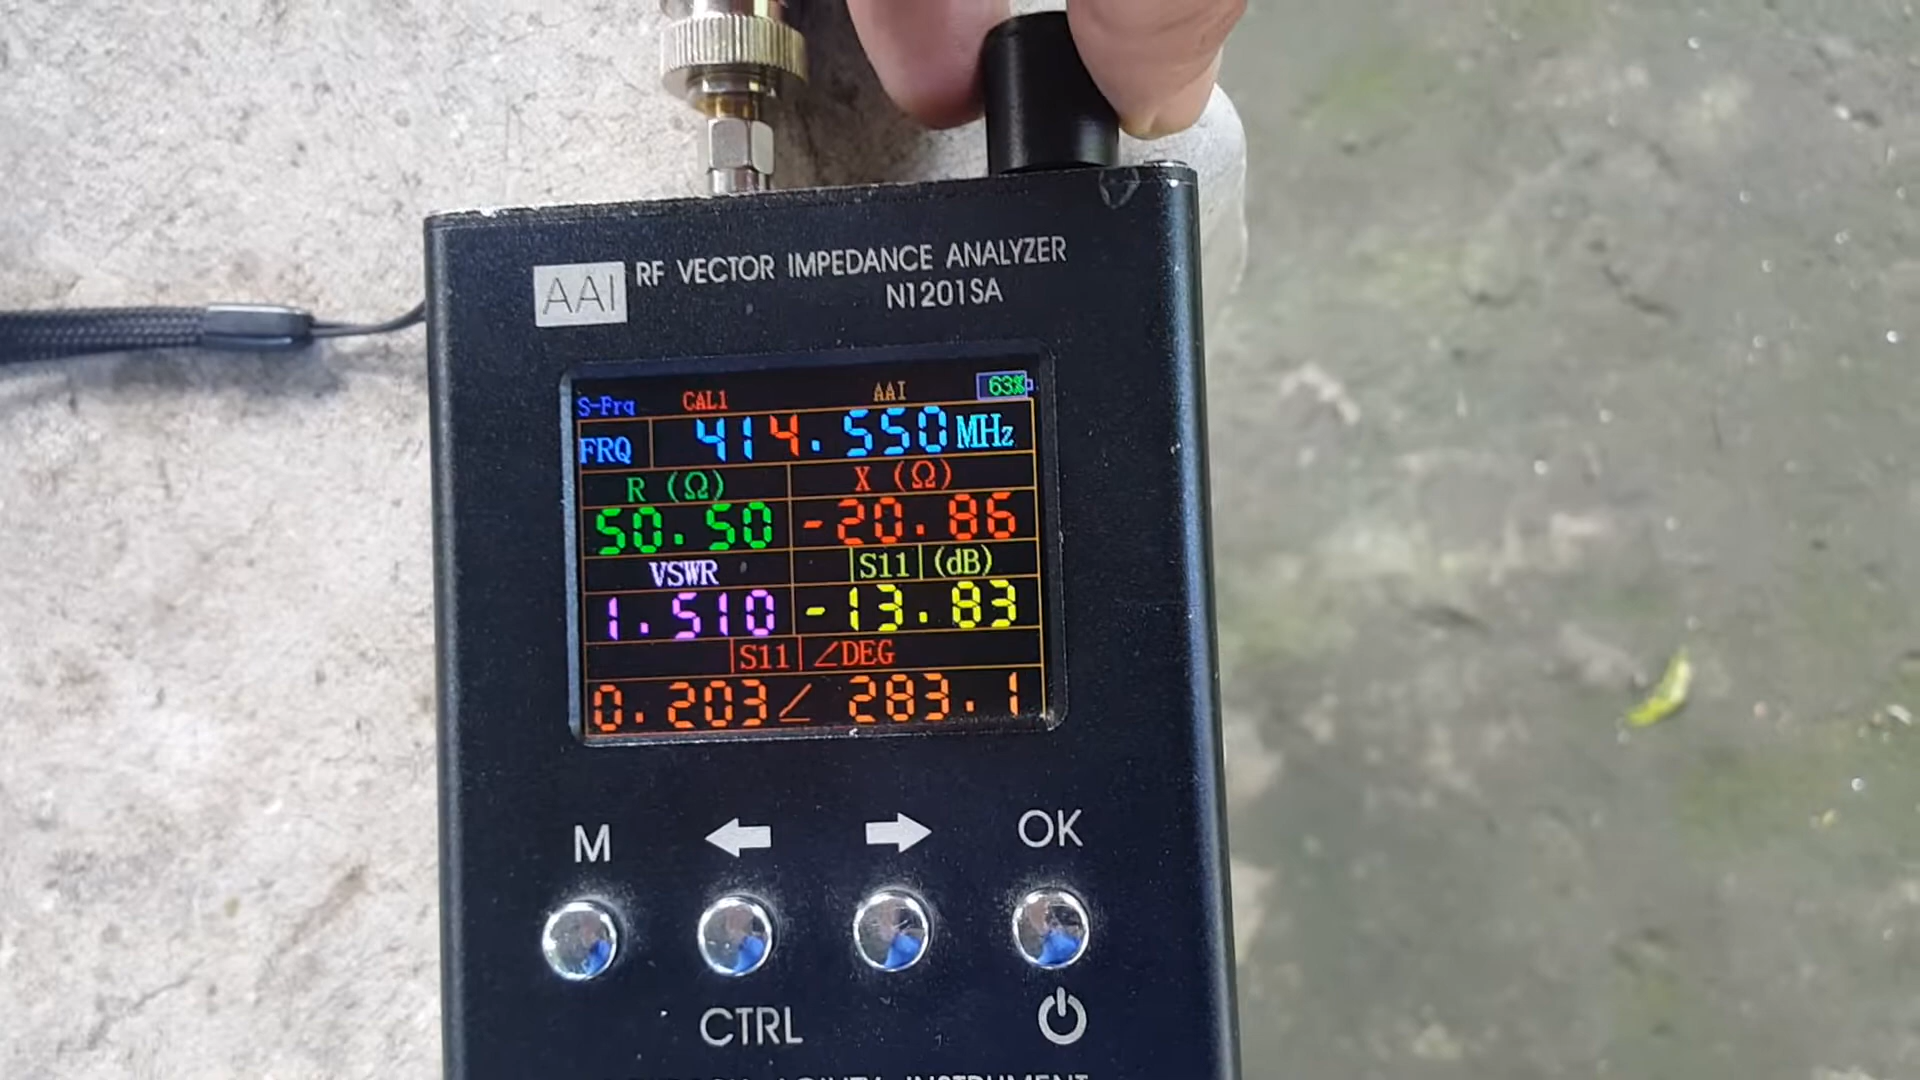 AAI RF VECTOR IMPEDANCE ANALYZER
N1201SA
S-Frq CAL1 AAI 63%
FRQ 414.550 MHz
R (Ω) X (Ω)
50.50 -20.86
VSWR |S11| (dB)
1.510 -13.83
|S11| ∠DEG
0.203∠ 283.1
M OK
CTRL
INSTRUMENT